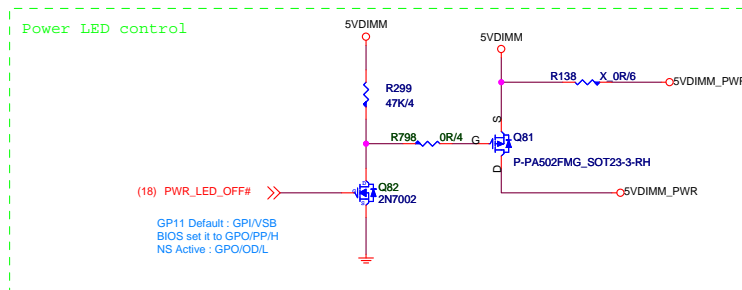 Power LED control
5VDIMM
5VDIMM
R299
47K/4
R138
X_0R/6
5VDIMM_PWR
R798
0R/4
G
S
D
Q81
P-PA502FMG_SOT23-3-RH
(18)
PWR_LED_OFF#
Q82
2N7002
5VDIMM_PWR
GP11 Default : GPI/VSB
BIOS set it to GPO/PP/H
NS Active : GPO/OD/L